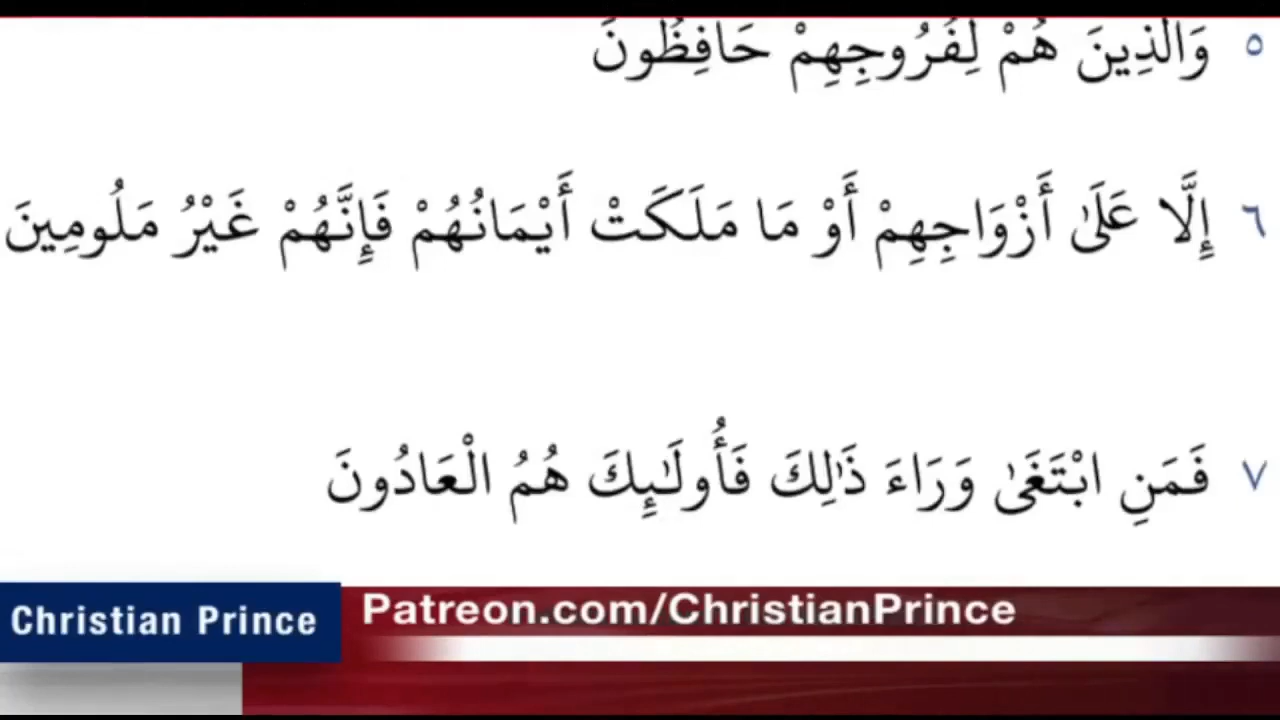 ٥ وَالَّذِينَ هُمْ لِفُرُوجِهِمْ حَافِظُونَ
٦ إِلَّا عَلَىٰ أَزْوَاجِهِمْ أَوْ مَا مَلَكَتْ أَيْمَانُهُمْ فَإِنَّهُمْ غَيْرُ مَلُومِينَ
٧ فَمَنِ ابْتَغَىٰ وَرَاءَ ذَٰلِكَ فَأُولَـٰئِكَ هُمُ الْعَادُونَ
Christian Prince
Patreon.com/ChristianPrince